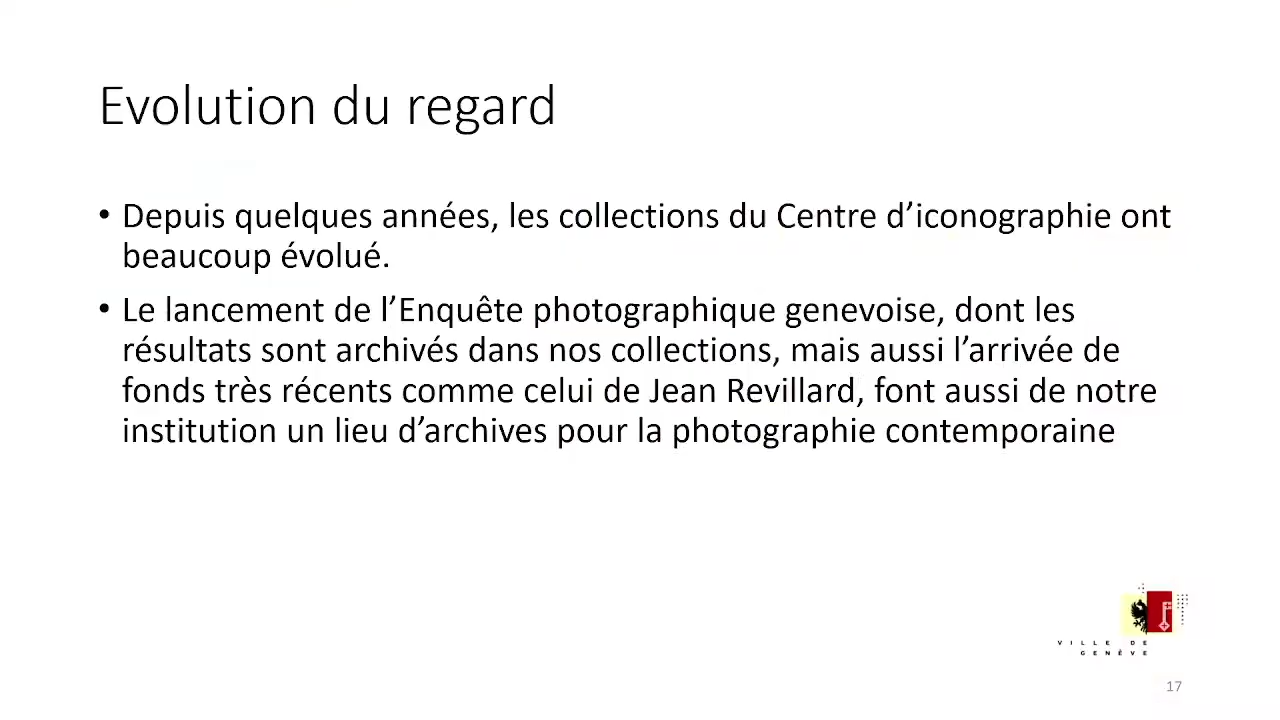 Evolution du regard
• Depuis quelques années, les collections du Centre d’iconographie ont
beaucoup évolué.
• Le lancement de l’Enquête photographique genevoise, dont les
résultats sont archivés dans nos collections, mais aussi l’arrivée de
fonds très récents comme celui de Jean Revillard, font aussi de notre
institution un lieu d’archives pour la photographie contemporaine
VILLE DE
GENÈVE
17